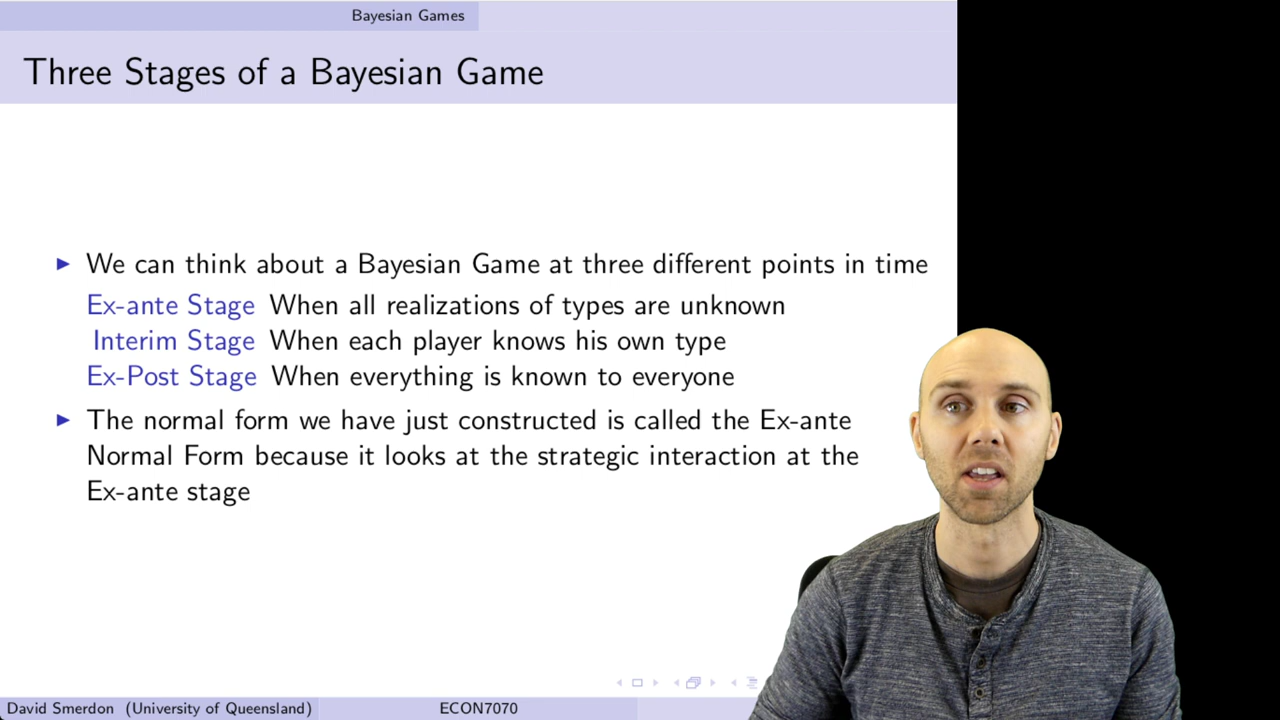 Bayesian Games
Three Stages of a Bayesian Game
▶ We can think about a Bayesian Game at three different points in time
Ex-ante Stage When all realizations of types are unknown
Interim Stage When each player knows his own type
Ex-Post Stage When everything is known to everyone
▶ The normal form we have just constructed is called the Ex-ante
Normal Form because it looks at the strategic interaction at the
Ex-ante stage
David Smerdon (University of Queensland) ECON7070